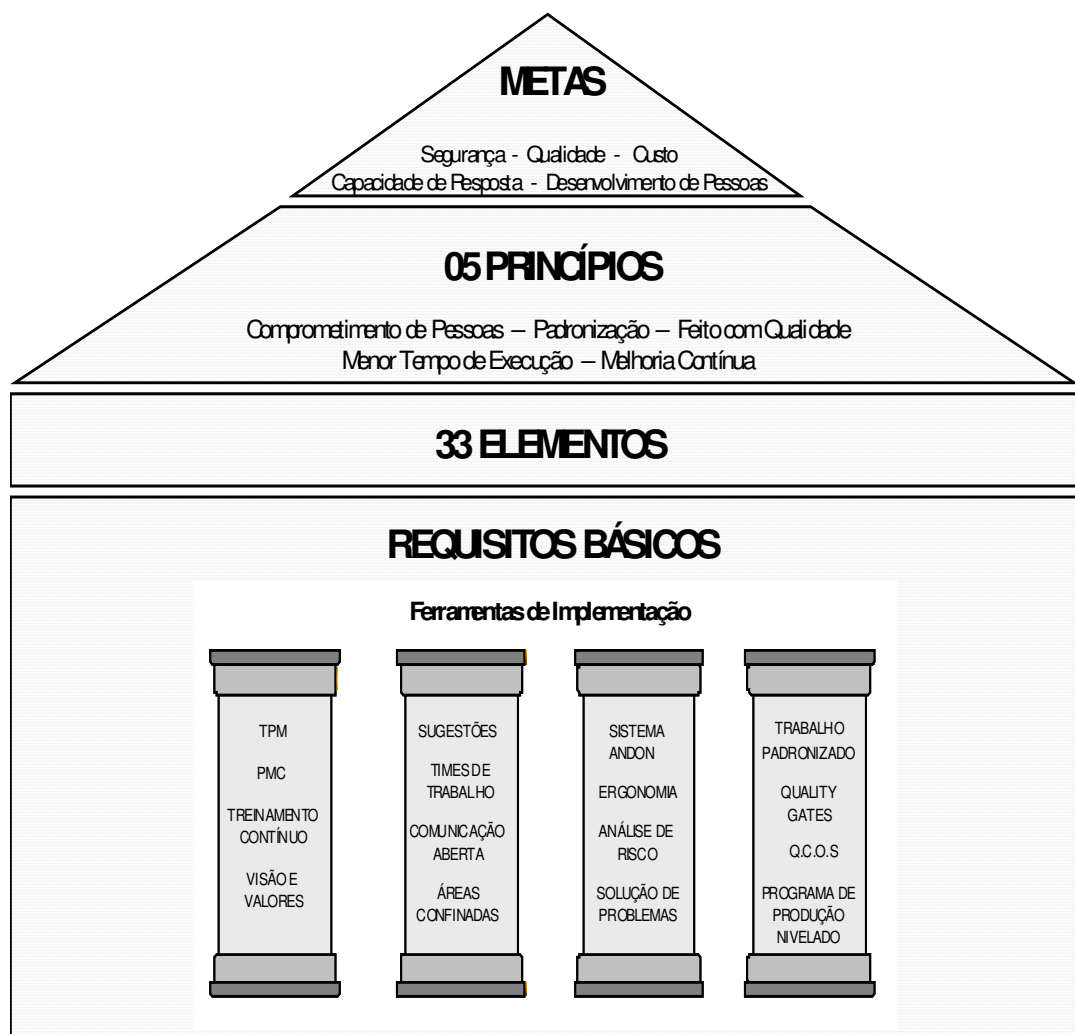 METAS
Segurança - Qualidade - Custo
Capacidade de Resposta - Desenvolvimento de Pessoas
05 PRINCÍPIOS
Comprometimento de Pessoas – Padronização – Feito com Qualidade
Menor Tempo de Execução – Melhoria Contínua
33 ELEMENTOS
REQUISITOS BÁSICOS
Ferramentas de Implementação
TPM
PMC
TREINAMENTO
CONTÍNUO
VISÃO E
VALORES
SUGESTÕES
TIMES DE
TRABALHO
COMUNICAÇÃO
ABERTA
ÁREAS
CONFINADAS
SISTEMA
ANDON
ERGONOMIA
ANÁLISE DE
RISCO
SOLUÇÃO DE
PROBLEMAS
TRABALHO
PADRONIZADO
QUALITY
GATES
Q.C.O.S
PROGRAMA DE
PRODUÇÃO
NIVELADO